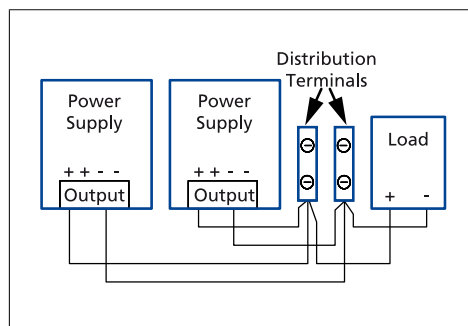 Distribution
Terminals
Power
Supply
Power
Supply
Load
+ + - -
+ + - -
Output
Output
+ -